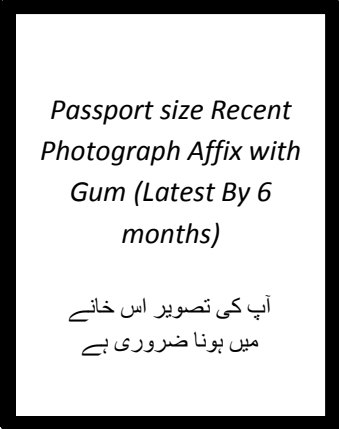 Passport size Recent
Photograph Affix with
Gum (Latest By 6
months)
آپ کی تصویر اس خانے
میں ہونا ضروری ہے